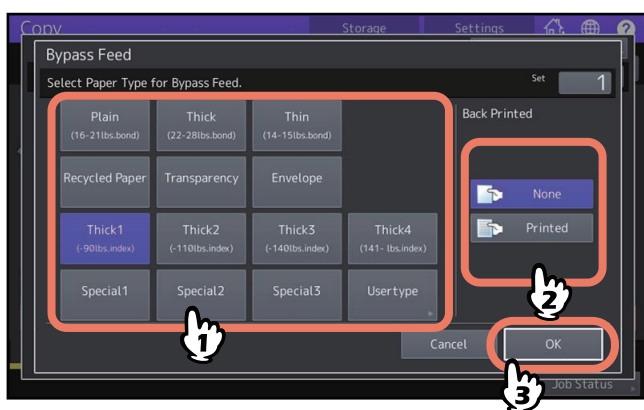 Copy
Storage
Settings
Bypass Feed
Select Paper Type for Bypass Feed.
Set 1
Plain
(16-21lbs.bond)
Thick
(22-28lbs.bond)
Thin
(14-15lbs.bond)
Back Printed
Recycled Paper
Transparency
Envelope
None
Thick1
(-90lbs.index)
Thick2
(-110lbs.index)
Thick3
(-140lbs.index)
Thick4
(141- lbs.index)
Printed
Special1
Special2
Special3
Usertype
1
2
Cancel
OK
3
Job Status